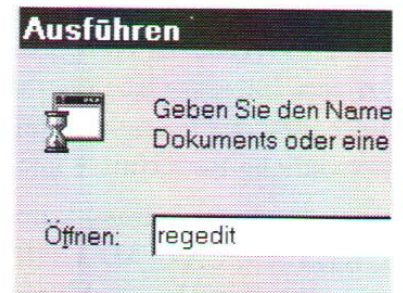 Ausführen
Geben Sie den Name
Dokuments oder eine
Öffnen:
regedit